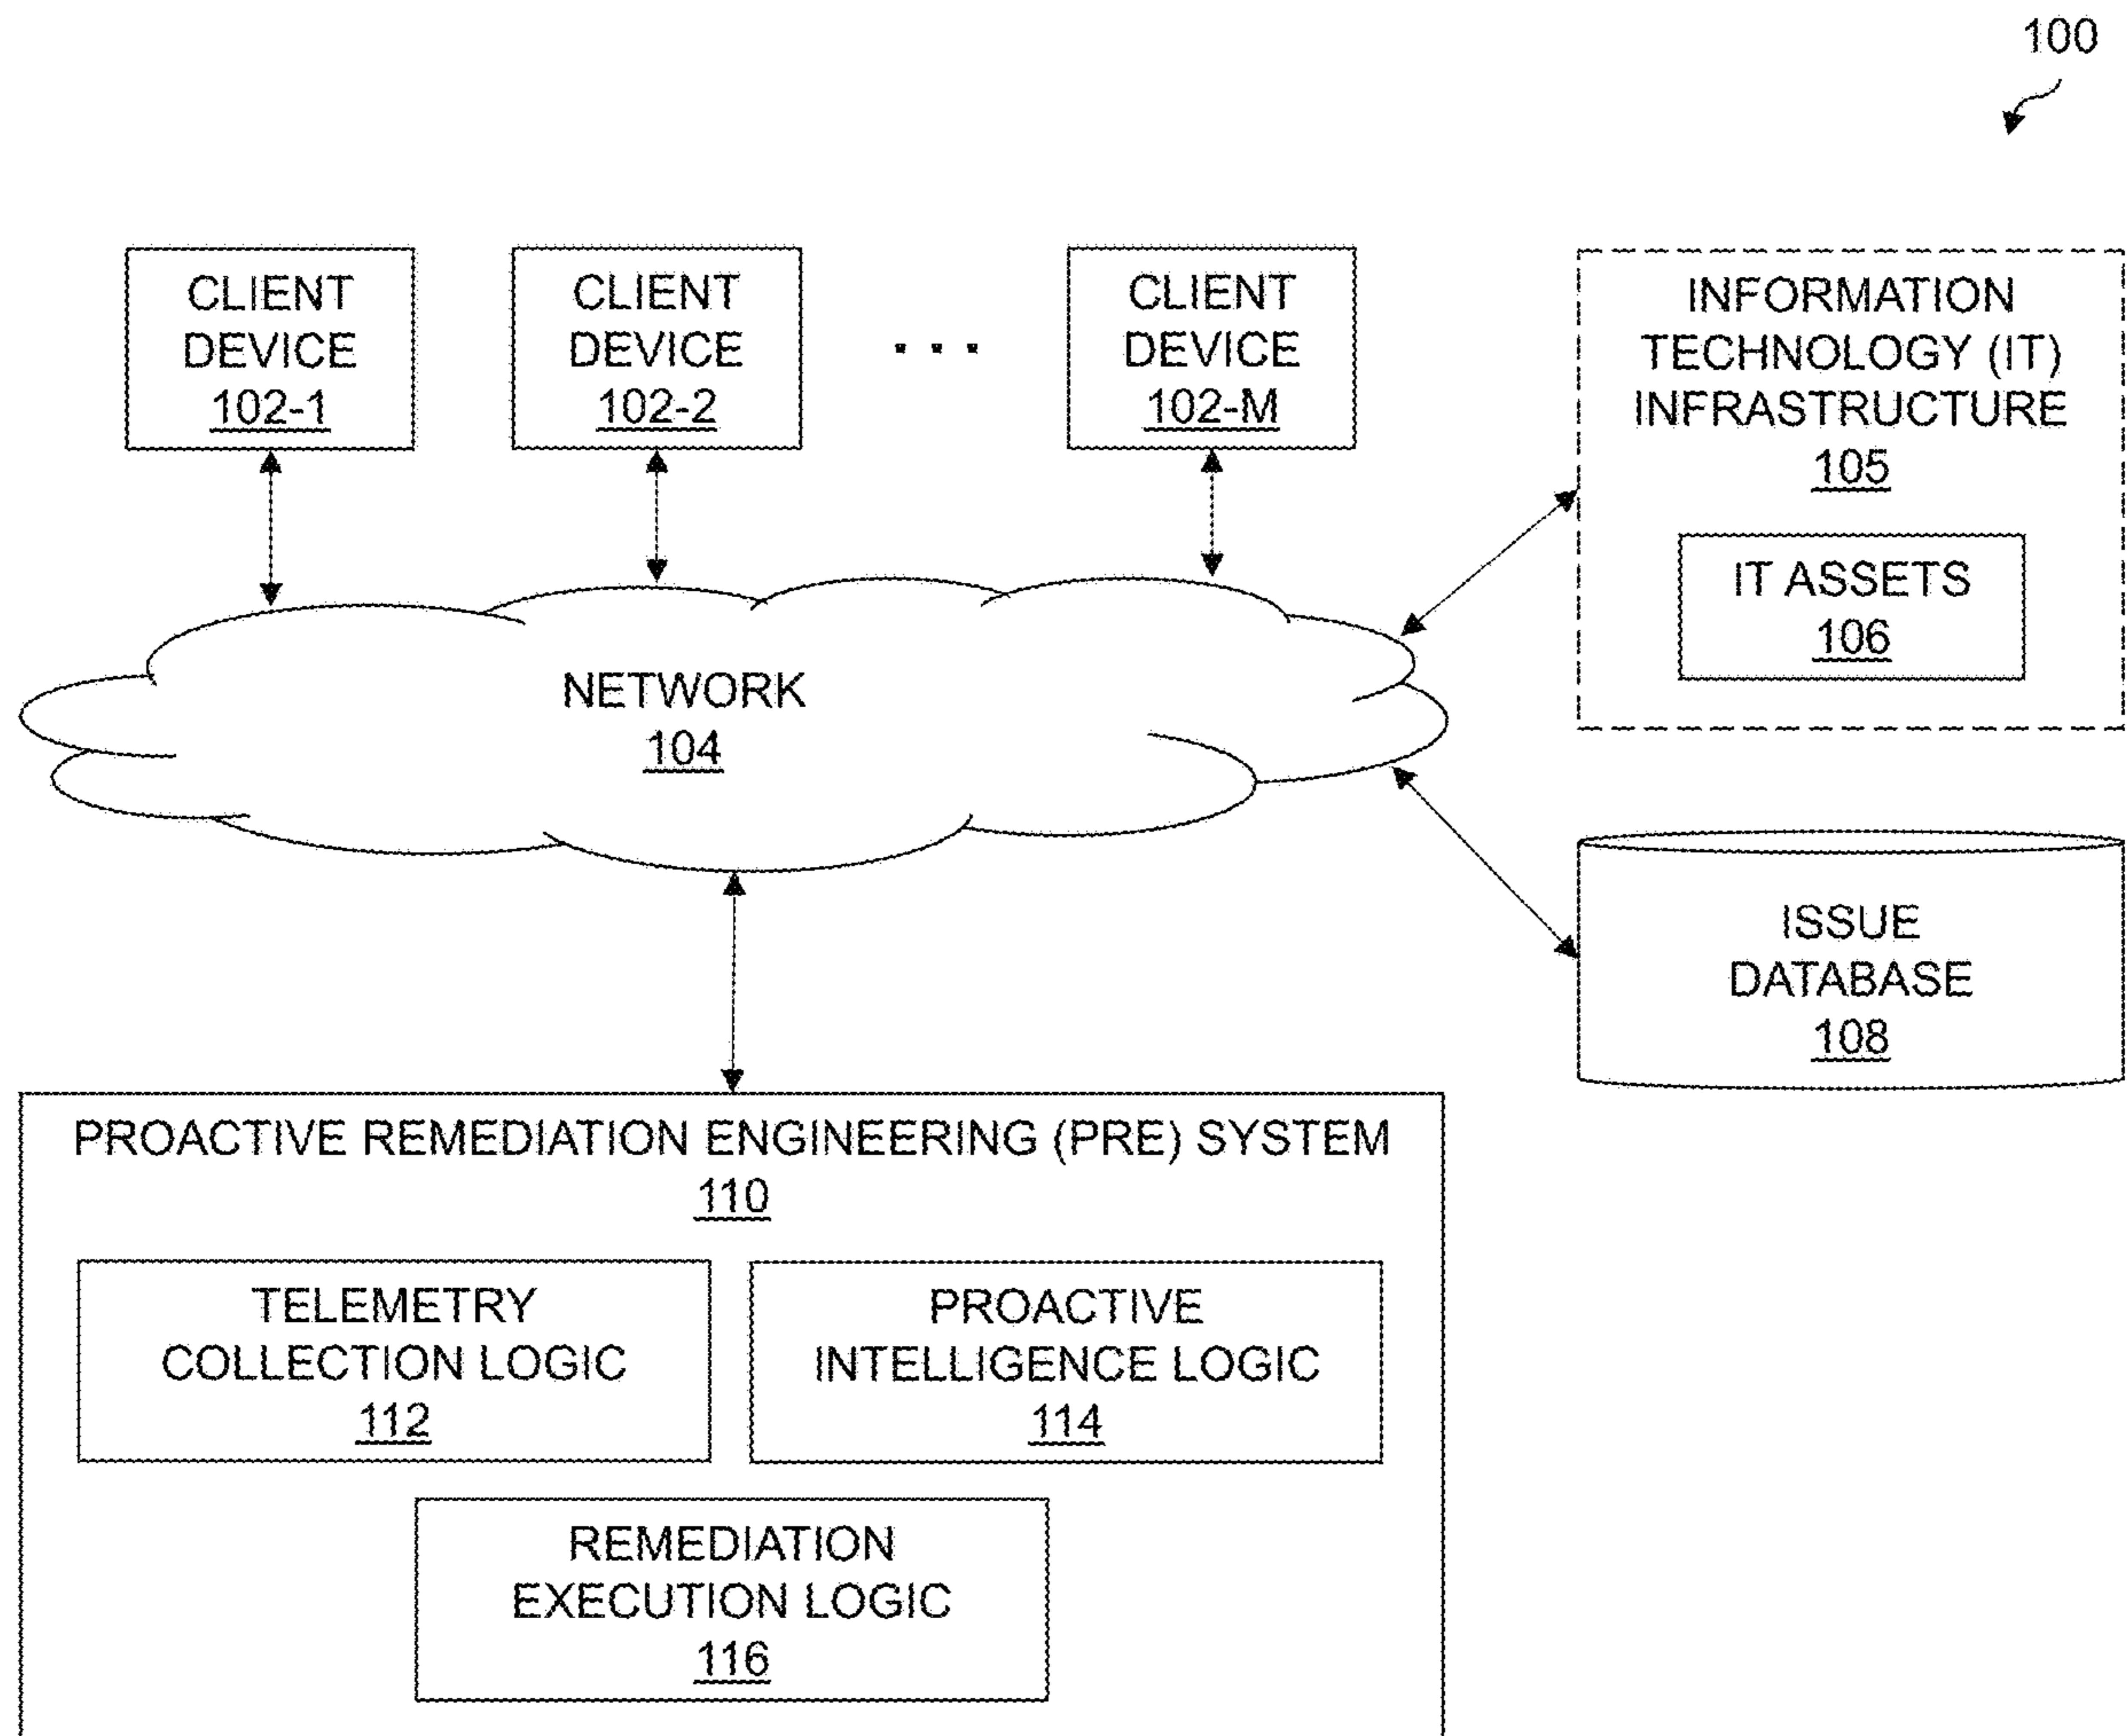 100
CLIENT
DEVICE
102-1
CLIENT
DEVICE
102-2
. . .
CLIENT
DEVICE
102-M
INFORMATION
TECHNOLOGY (IT)
INFRASTRUCTURE
105
IT ASSETS
106
NETWORK
104
ISSUE
DATABASE
108
PROACTIVE REMEDIATION ENGINEERING (PRE) SYSTEM
110
TELEMETRY
COLLECTION LOGIC
112
PROACTIVE
INTELLIGENCE LOGIC
114
REMEDIATION
EXECUTION LOGIC
116